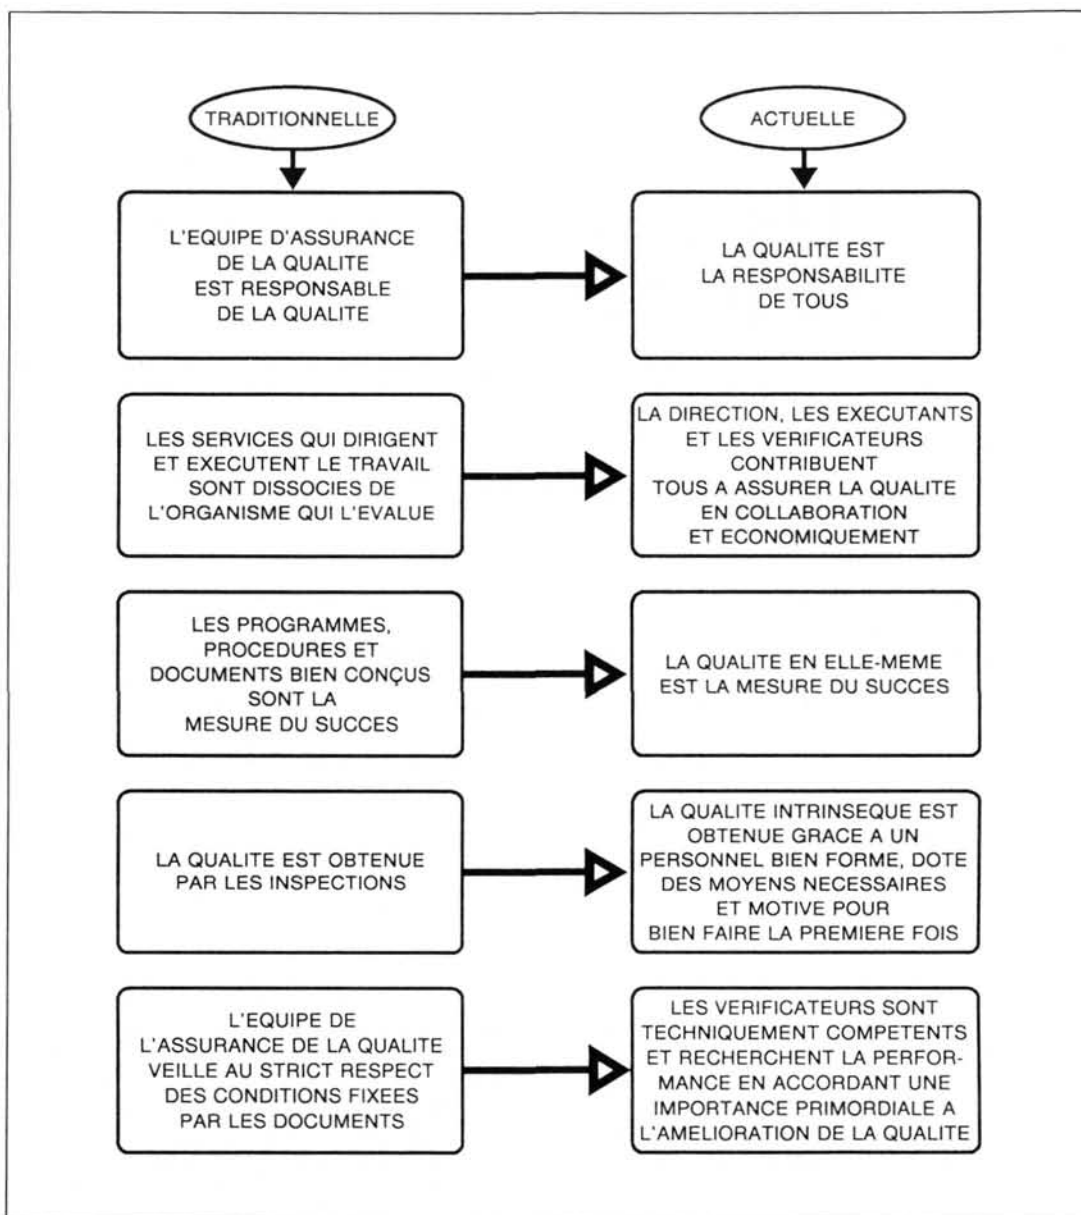 TRADITIONNELLE
ACTUELLE
L'EQUIPE D'ASSURANCE
DE LA QUALITE
EST RESPONSABLE
DE LA QUALITE
LA QUALITE EST
LA RESPONSABILITE
DE TOUS
LES SERVICES QUI DIRIGENT
ET EXECUTENT LE TRAVAIL
SONT DISSOCIES DE
L'ORGANISME QUI L'EVALUE
LA DIRECTION, LES EXECUTANTS
ET LES VERIFICATEURS
CONTRIBUENT
TOUS A ASSURER LA QUALITE
EN COLLABORATION
ET ECONOMIQUEMENT
LES PROGRAMMES,
PROCEDURES ET
DOCUMENTS BIEN CONÇUS
SONT LA
MESURE DU SUCCES
LA QUALITE EN ELLE-MEME
EST LA MESURE DU SUCCES
LA QUALITE EST OBTENUE
PAR LES INSPECTIONS
LA QUALITE INTRINSEQUE EST
OBTENUE GRACE A UN
PERSONNEL BIEN FORME, DOTE
DES MOYENS NECESSAIRES
ET MOTIVE POUR
BIEN FAIRE LA PREMIERE FOIS
L'EQUIPE DE
L'ASSURANCE DE LA QUALITE
VEILLE AU STRICT RESPECT
DES CONDITIONS FIXEES
PAR LES DOCUMENTS
LES VERIFICATEURS SONT
TECHNIQUEMENT COMPETENTS
ET RECHERCHENT LA PERFOR-
MANCE EN ACCORDANT UNE
IMPORTANCE PRIMORDIALE A
L'AMELIORATION DE LA QUALITE